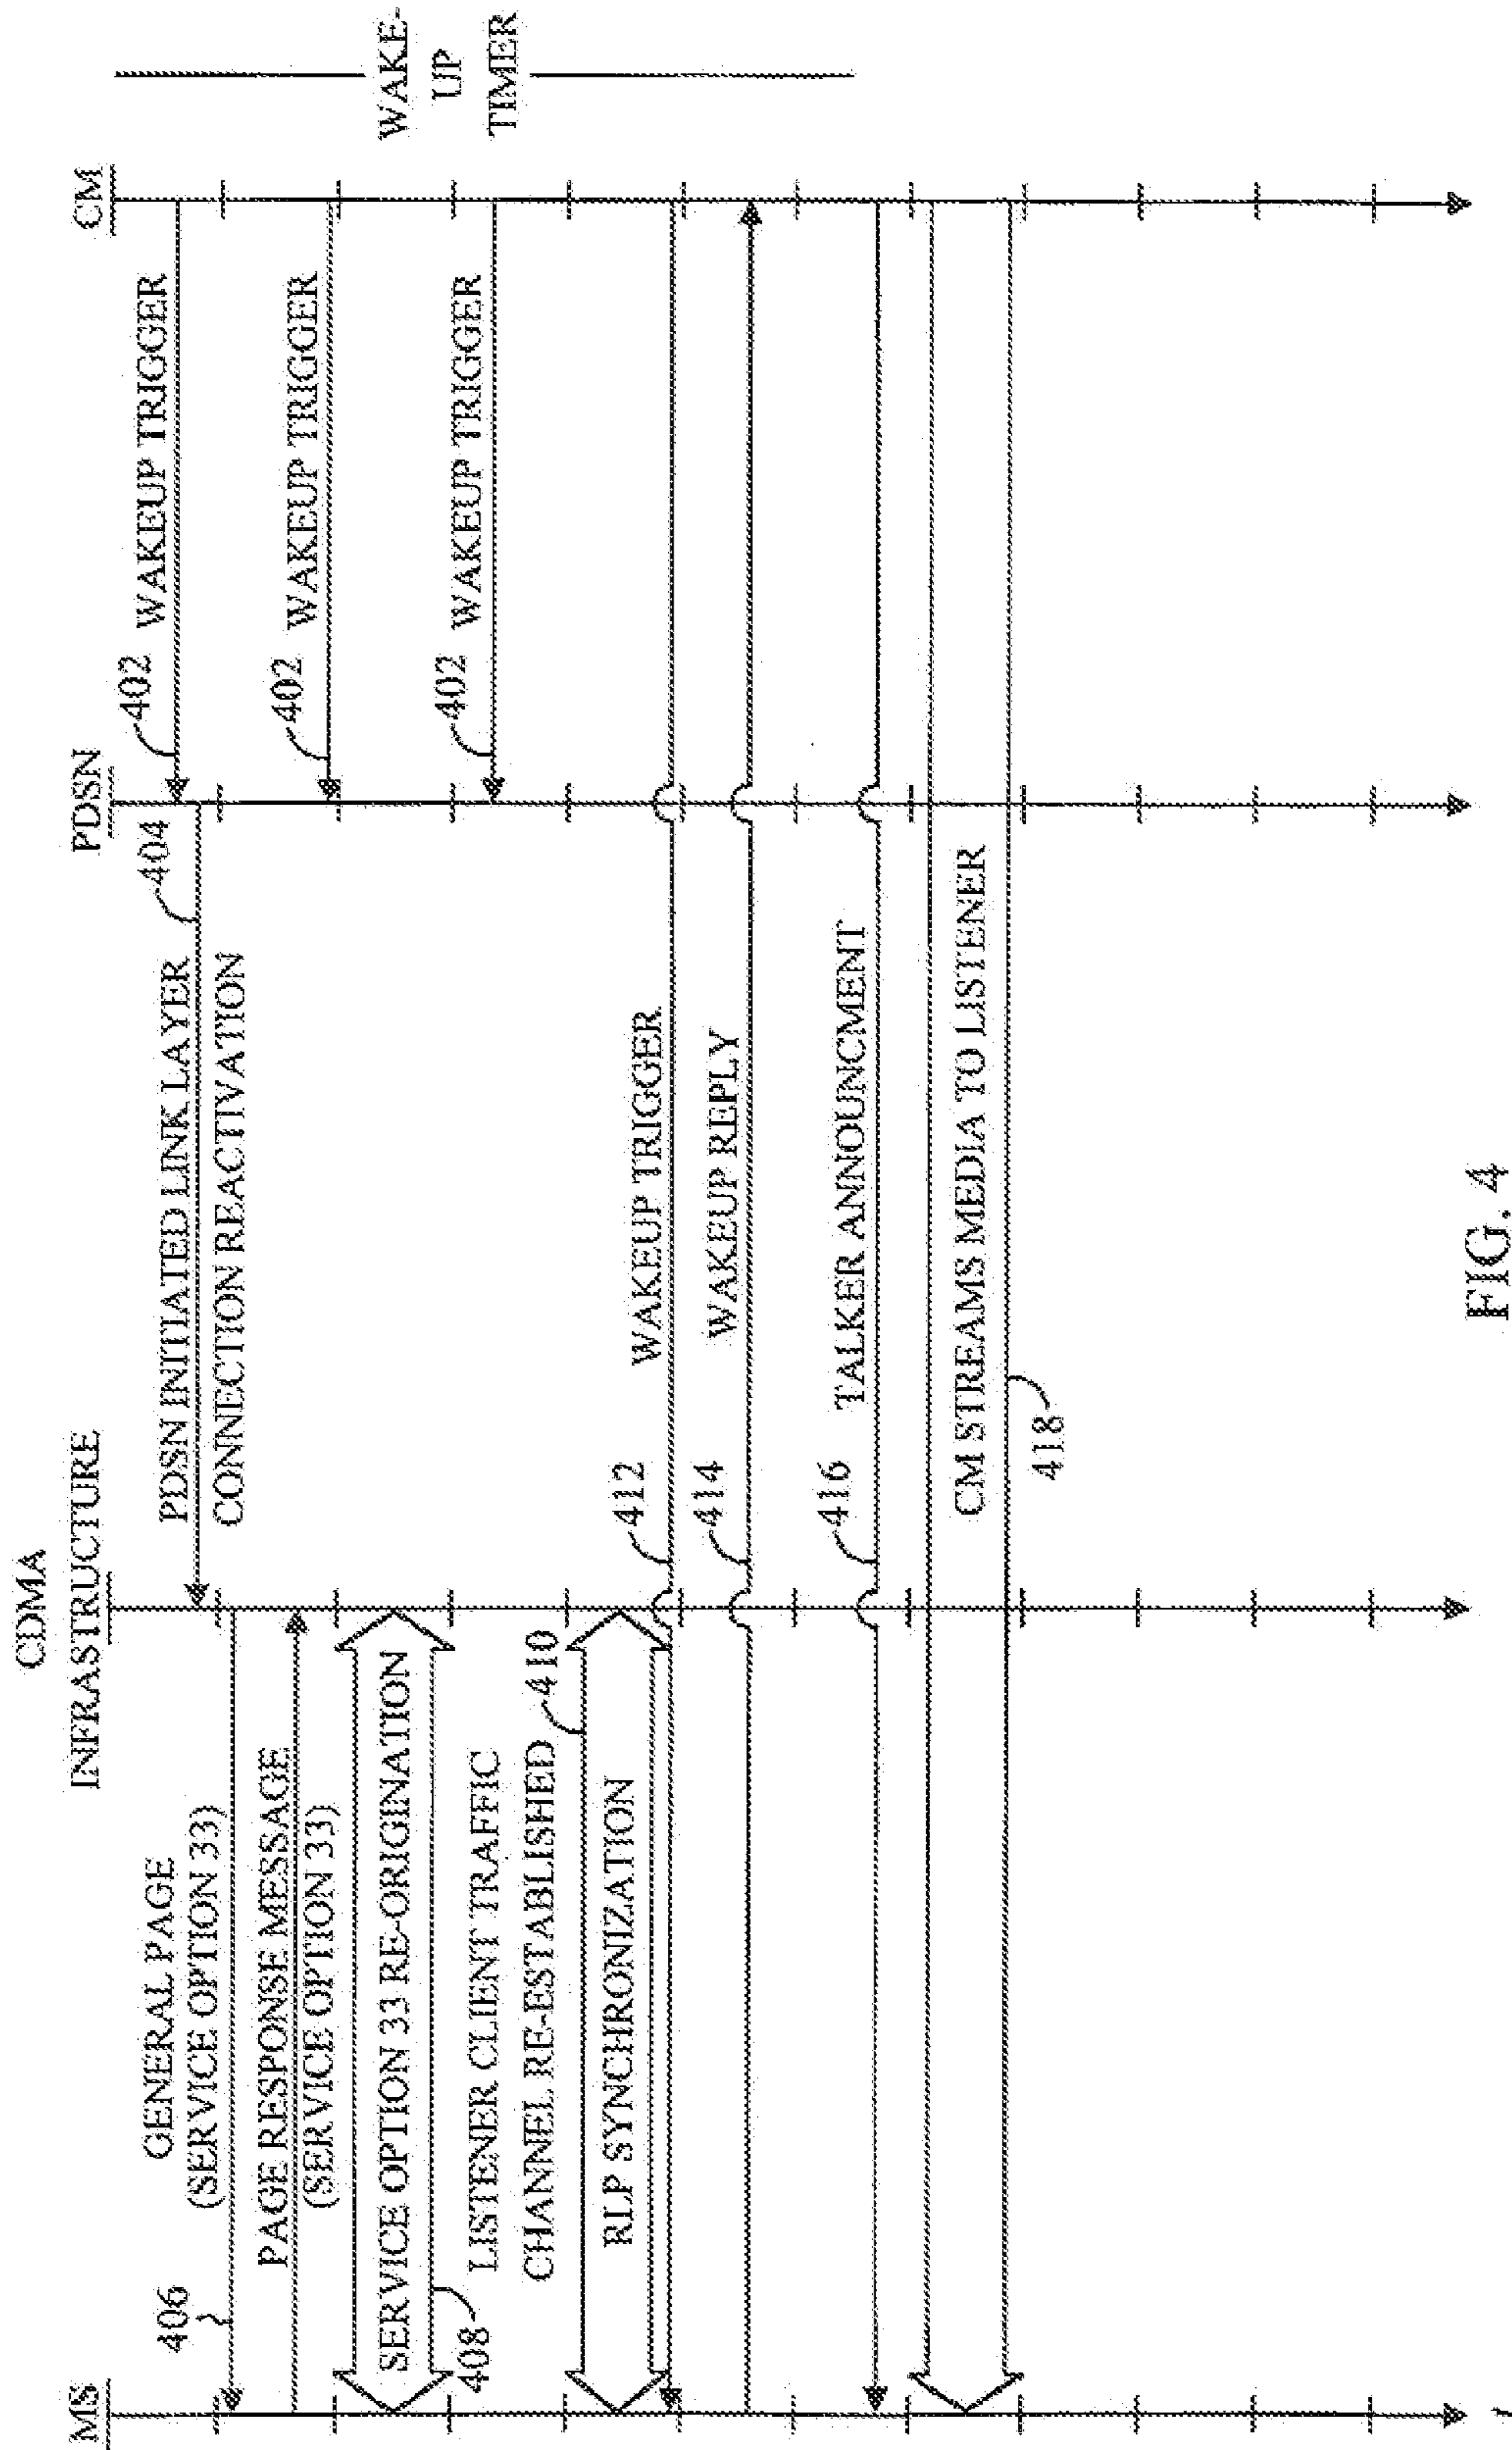 MS
CDMA
INFRASTRUCTURE
PDSN
CM
406
GENERAL PAGE
(SERVICE OPTION 33)
PAGE RESPONSE MESSAGE
(SERVICE OPTION 33)
SERVICE OPTION 33 RE-ORIGINATION
408
LISTENER CLIENT TRAFFIC
CHANNEL RE-ESTABLISHED
410
RLP SYNCHRONIZATION
PDSN INITIATED LINK LAYER
CONNECTION REACTIVATION
404
402
WAKEUP TRIGGER
402
WAKEUP TRIGGER
402
WAKEUP TRIGGER
WAKE-
UP
TIMER
412
WAKEUP TRIGGER
414
WAKEUP REPLY
416
TALKER ANNOUNCMENT
CM STREAMS MEDIA TO LISTENER
418
FIG. 4